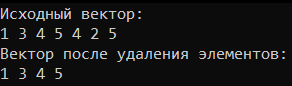 Исходный вектор:
1 3 4 5 4 2 5
Вектор после удаления элементов:
1 3 4 5